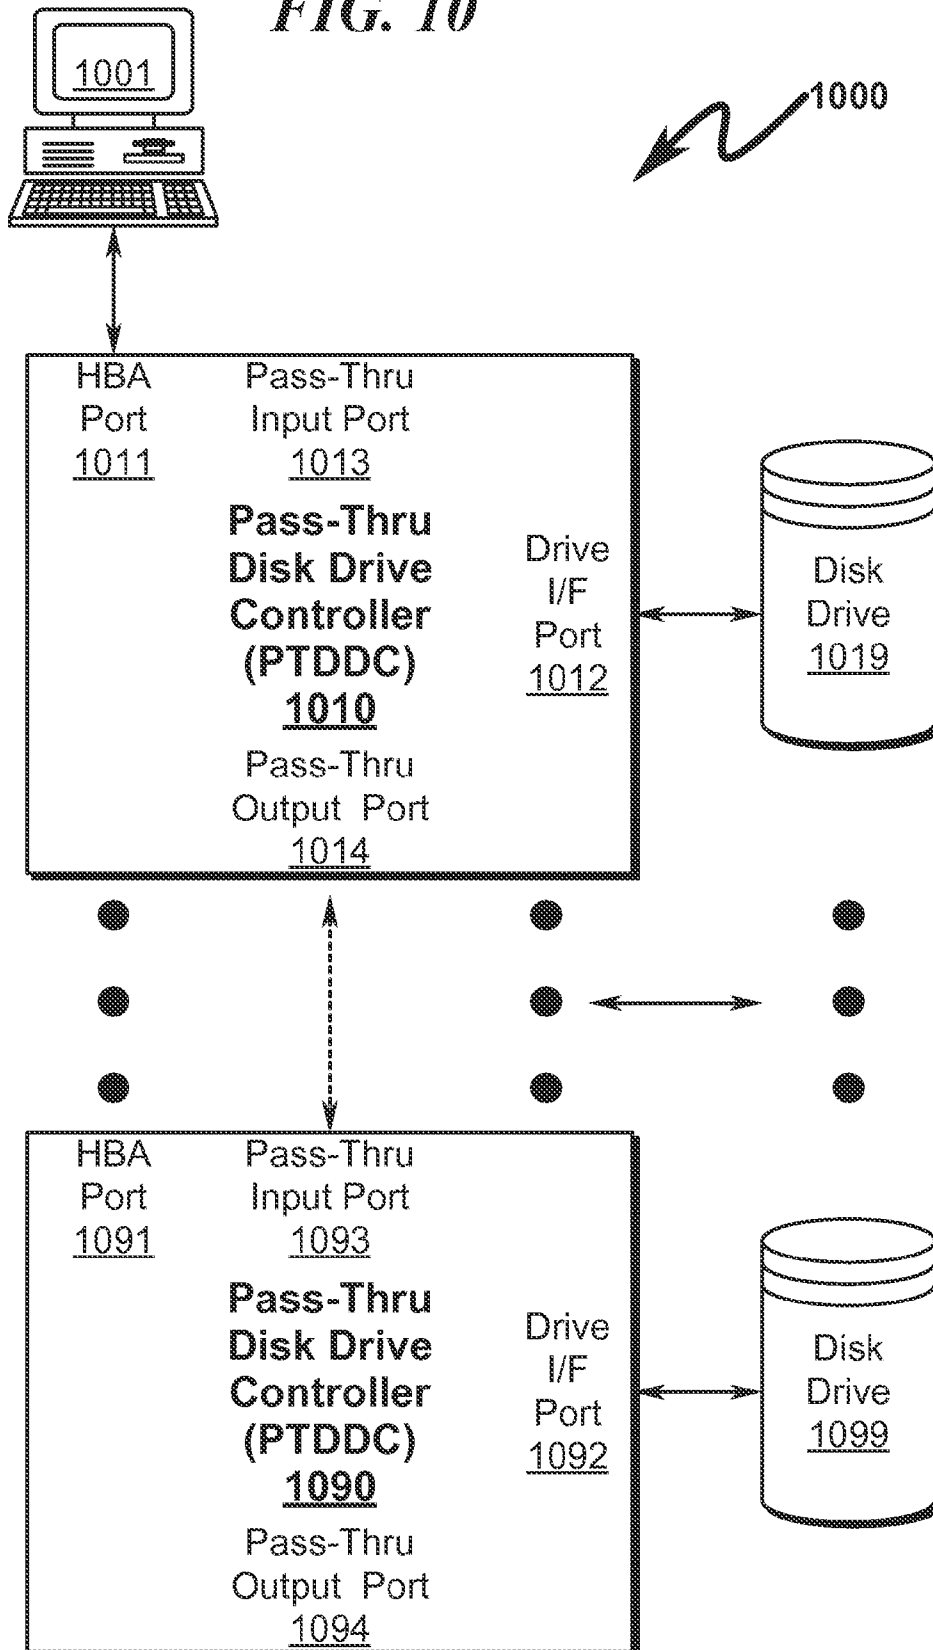 FIG. 10
1001
1000
HBA
Port
1011
Pass-Thru
Input Port
1013
Pass-Thru
Disk Drive
Controller
(PTDDC)
1010
Drive
I/F
Port
1012
Disk
Drive
1019
Pass-Thru
Output Port
1014
HBA
Port
1091
Pass-Thru
Input Port
1093
Pass-Thru
Disk Drive
Controller
(PTDDC)
1090
Drive
I/F
Port
1092
Disk
Drive
1099
Pass-Thru
Output Port
1094